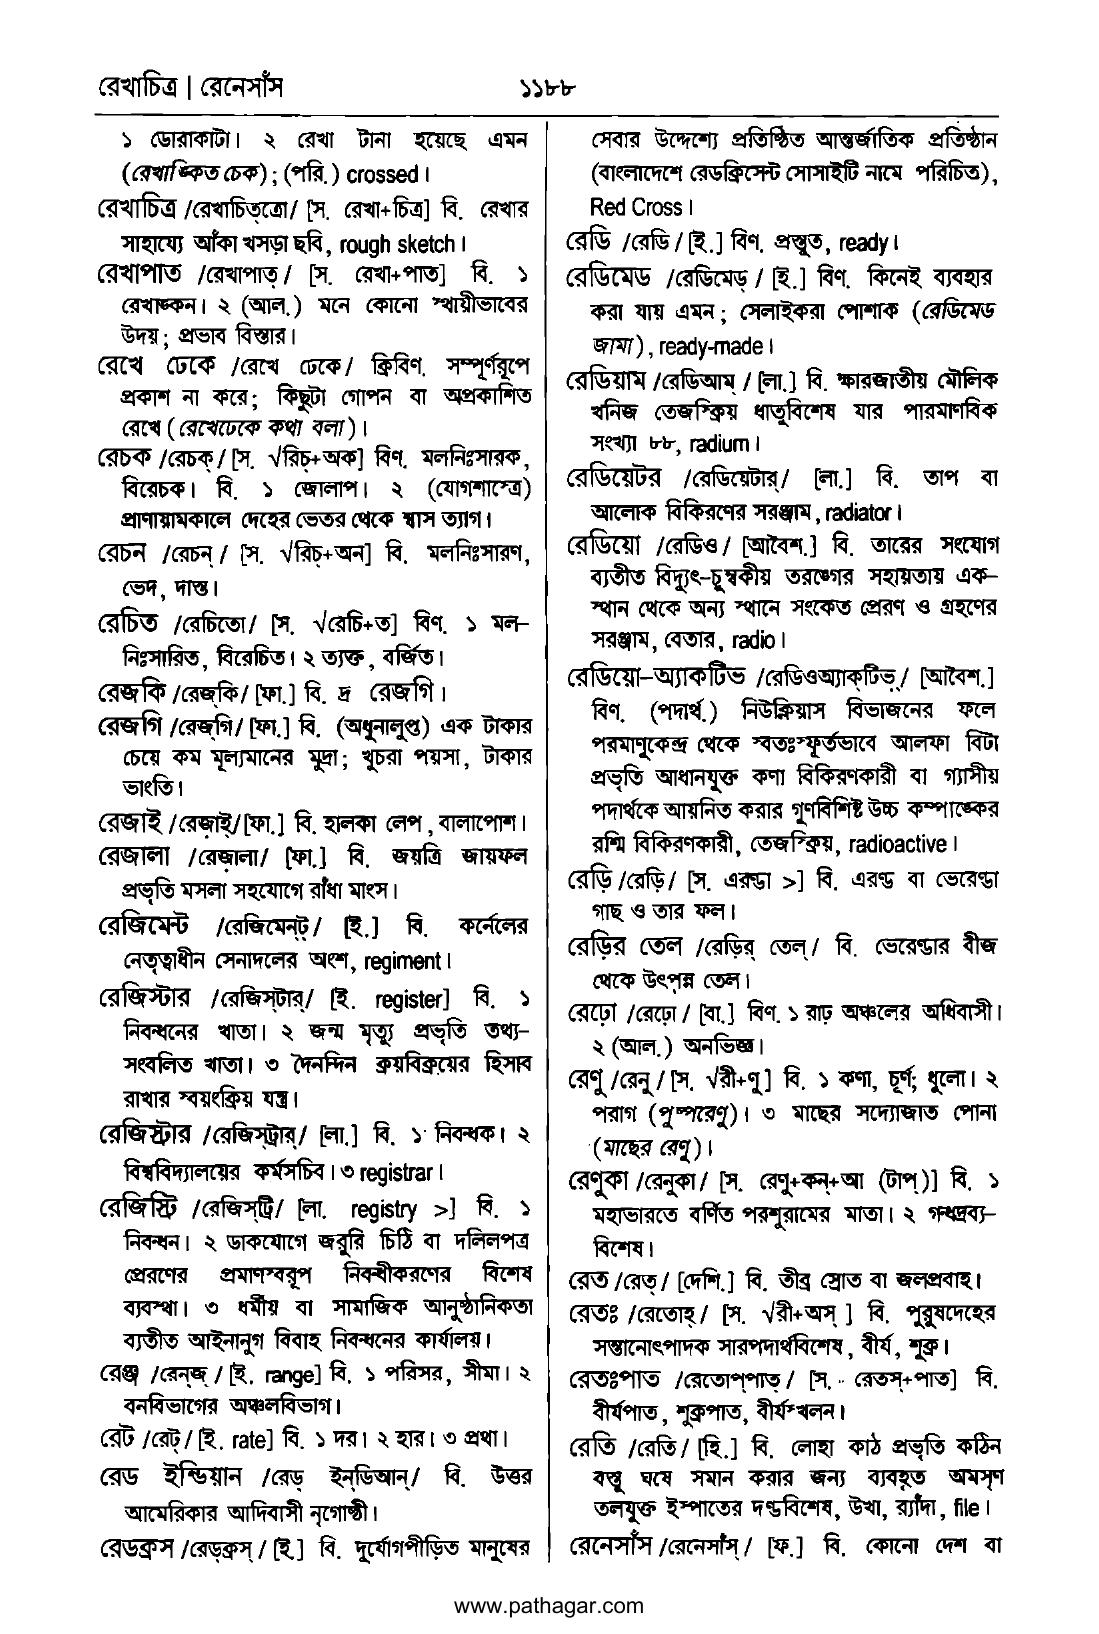 রেখাচিত্র | রেনেসাঁস
১১৮৮
১ ডোরাকাটা। ২ রেখা টানা হয়েছে এমন
(রেখাঙ্কিত চেক) ; (পরি.) crossed ।
রেখাচিত্র /রেখাচিত্‌ত্রো/ [স. রেখা+চিত্র] বি. রেখার
সাহায্যে আঁকা খসড়া ছবি, rough sketch ।
রেখাপাত /রেখাপাত্‌ / [স. রেখা+পাত] বি. ১
রেখাঙ্কন। ২ (আল.) মনে কোনো স্থায়ীভাবের
উদয় ; প্রভাব বিস্তার।
রেখে ঢেকে /রেখে ঢেকে/ ক্রিবিণ. সম্পূর্ণরূপে
প্রকাশ না করে; কিছুটা গোপন বা অপ্রকাশিত
রেখে (রেখেঢেকে কথা বলা)।
রেচক /রেচক্‌ / [স. √রিচ্‌+অক] বিণ. মলনিঃসারক,
বিরেচক। বি. ১ জোলাপ। ২ (যোগশাস্ত্রে)
প্রাণায়ামকালে দেহের ভেতর থেকে শ্বাস ত্যাগ।
রেচন /রেচন্‌ / [স. √রিচ্‌+অন] বি. মলনিঃসারণ,
ভেদ, দাস্ত।
রেচিত /রেচিতো/ [স. √রেচি+ত] বিণ. ১ মল-
নিঃসারিত, বিরেচিত। ২ ত্যক্ত, বর্জিত।
রেজকি /রেজ্‌কি/ [ফা.] বি. দ্র রেজগি ।
রেজগি /রেজ্‌গি/ [ফা.] বি. (অধুনালুপ্ত) এক টাকার
চেয়ে কম মূল্যমানের মুদ্রা ; খুচরা পয়সা, টাকার
ভাংতি।
রেজাই /রেজাই্‌/ [ফা.] বি. হালকা লেপ, বালাপোশ।
রেজালা /রেজালা/ [ফা.] বি. জয়ত্রি জায়ফল
প্রভৃতি মসলা সহযোগে রাঁধা মাংস।
রেজিমেন্ট /রেজিমেন্‌ট্‌/ [ই.] বি. কর্নেলের
নেতৃত্বাধীন সেনাদলের অংশ, regiment।
রেজিস্টার /রেজিস্‌টার্‌/ [ই. register] বি. ১
নিবন্ধনের খাতা। ২ জন্ম মৃত্যু প্রভৃতি তথ্য-
সংবলিত খাতা। ৩ দৈনন্দিন ক্রয়বিক্রয়ের হিসাব
রাখার স্বয়ংক্রিয় যন্ত্র।
রেজিস্ট্রার /রেজিস্‌ট্রার্‌/ [লা.] বি. ১ নিবন্ধক। ২
বিশ্ববিদ্যালয়ের কর্মসচিব। ৩ registrar।
রেজিস্ট্রি /রেজিস্‌ট্রি/ [লা. registry >] বি. ১
নিবন্ধন। ২ ডাকযোগে জরুরি চিঠি বা দলিলপত্র
প্রেরণের প্রমাণস্বরূপ নিবন্ধীকরণের বিশেষ
ব্যবস্থা। ৩ ধর্মীয় বা সামাজিক আনুষ্ঠানিকতা
ব্যতীত আইনানুগ বিবাহ নিবন্ধনের কার্যালয়।
রেঞ্জ /রেন্‌জ্‌ / [ই. range] বি. ১ পরিসর, সীমা। ২
বনবিভাগের অঞ্চলবিভাগ।
রেট /রেট্‌/ [ই. rate] বি. ১ দর। ২ হার। ৩ প্রথা।
রেড ইন্ডিয়ান /রেড্‌ ইন্‌ডিআন্‌/ বি. উত্তর
আমেরিকার আদিবাসী নৃগোষ্ঠী।
রেডক্রস /রেড্‌ক্রস্‌ / [ই.] বি. দুর্যোগপীড়িত মানুষের
সেবার উদ্দেশ্যে প্রতিষ্ঠিত আন্তর্জাতিক প্রতিষ্ঠান
(বাংলাদেশে রেডক্রিসেন্ট সোসাইটি নামে পরিচিত),
Red Cross ।
রেডি /রেডি / [ই.] বিণ. প্রস্তুত, ready।
রেডিমেড /রেডিমেড্‌ / [ই.] বিণ. কিনেই ব্যবহার
করা যায় এমন ; সেলাইকরা পোশাক (রেডিমেড
জামা), ready-made ।
রেডিয়াম /রেডিআম্‌ / [লা.] বি. ক্ষারজাতীয় মৌলিক
খনিজ তেজস্ক্রিয় ধাতুবিশেষ যার পারমাণবিক
সংখ্যা ৮৮, radium ।
রেডিয়েটর /রেডিয়েটার্‌/ [লা.] বি. তাপ বা
আলোক বিকিরণের সরঞ্জাম, radiator ।
রেডিয়ো /রেডিও/ [আবৈশ.] বি. তারের সংযোগ
ব্যতীত বিদ্যুৎ-চুম্বকীয় তরঙ্গের সহায়তায় এক-
স্থান থেকে অন্য স্থানে সংকেত প্রেরণ ও গ্রহণের
সরঞ্জাম, বেতার, radio ।
রেডিয়ো-অ্যাকটিভ /রেডিওঅ্যাক্‌টিভ্‌/ [আবৈশ.]
বিণ. (পদার্থ.) নিউক্লিয়াস বিভাজনের ফলে
পরমাণুকেন্দ্র থেকে স্বতঃস্ফূর্তভাবে আলফা বিটা
প্রভৃতি আধানযুক্ত কণা বিকিরণকারী বা গ্যাসীয়
পদার্থকে আয়নিত করার গুণবিশিষ্ট উচ্চ কম্পাঙ্কের
রশ্মি বিকিরণকারী, তেজস্ক্রিয়, radioactive ।
রেড়ি /রেড়ি/ [স. এরন্ডা >] বি. এরণ্ড বা ভেরেন্ডা
গাছ ও তার ফল।
রেড়ির তেল /রেড়ির্‌ তেল্‌/ বি. ভেরেন্ডার বীজ
থেকে উৎপন্ন তেল।
রেঢ়ো /রেঢ়ো / [বা.] বিণ. ১ রাঢ় অঞ্চলের অধিবাসী।
২ (আল.) অনভিজ্ঞ।
রেণু /রেনু / [স. √রী+ণু ] বি. ১ কণা, চূর্ণ; ধুলো। ২
পরাগ (পুষ্পরেণু)। ৩ মাছের সদ্যোজাত পোনা
(মাছের রেণু)।
রেণুকা /রেনুকা/ [স. রেণু+কন্‌+আ (টাপ্‌)] বি. ১
মহাভারতে বর্ণিত পরশুরামের মাতা। ২ গন্ধদ্রব্য-
বিশেষ।
রেত /রেত্‌/ [দেশি.] বি. তীব্র স্রোত বা জলপ্রবাহ।
রেতঃ /রেতোহ্‌/ [স. √রী+অস্‌ ] বি. পুরুষদেহের
সন্তানোৎপাদক সারপদার্থবিশেষ, বীর্য, শুক্র।
রেতঃপাত /রেতোপ্‌পাত্‌ / [স. রেতস্‌+পাত] বি.
বীর্যপাত, শুক্রপাত, বীর্যস্খলন।
রেতি /রেতি/ [হি.] বি. লোহা কাঠ প্রভৃতি কঠিন
বস্তু ঘষে সমান করার জন্য ব্যবহৃত অমসৃণ
তলযুক্ত ইস্পাতের দণ্ডবিশেষ, উখা, র‍্যাঁদা, file।
রেনেসাঁস /রেনেসাঁস্‌ / [ফ.] বি. কোনো দেশ বা
www.pathagar.com